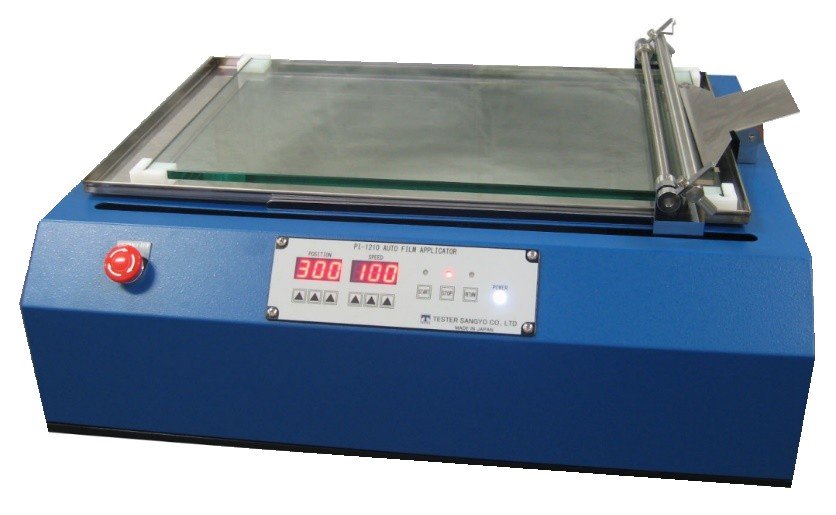 PI-1210 AUTO FILM APPLICATOR
POSITION SPEED
300 100
POWER
START STOP RETURN
TESTER SANGYO CO., LTD
MADE IN JAPAN